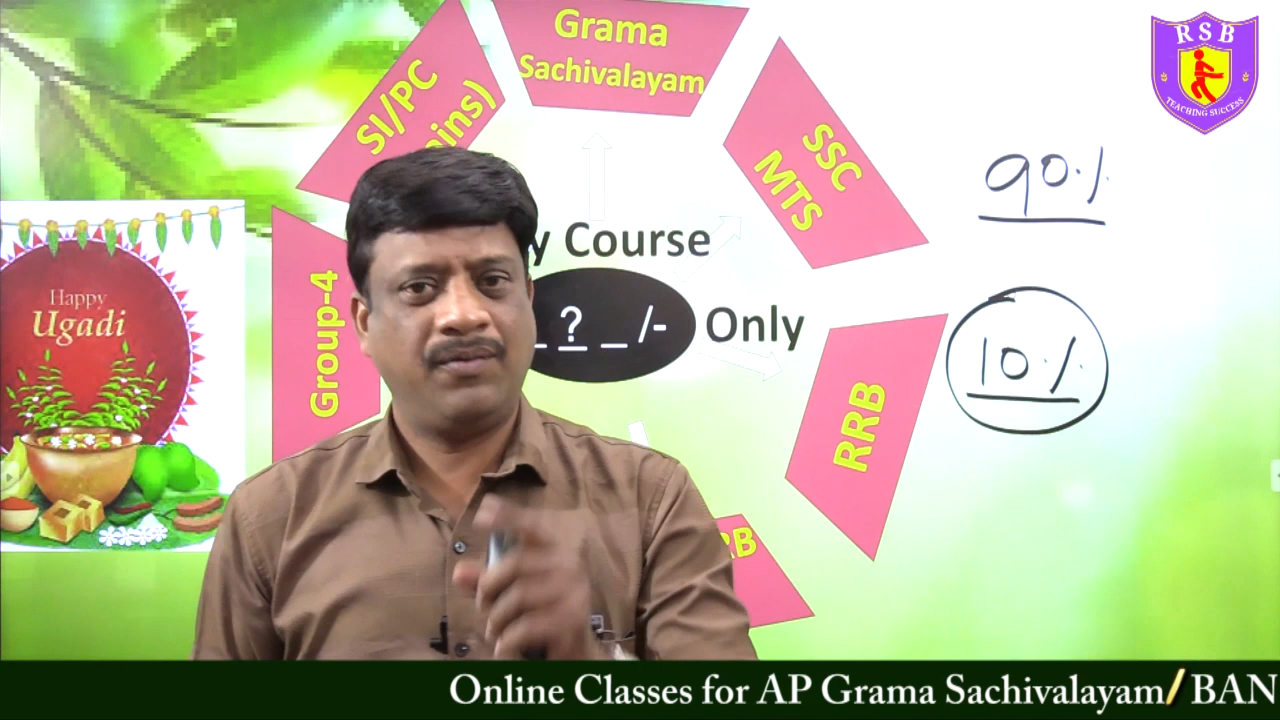 Grama
Sachivalayam
SI/PC
SSC
MTS
R S B
TEACHING SUCCESS
90%
Course
Happy
Ugadi
Group-4
_ ? _ /-
Only
10%
RRB
Online Classes for AP Grama Sachivalayam/BAN